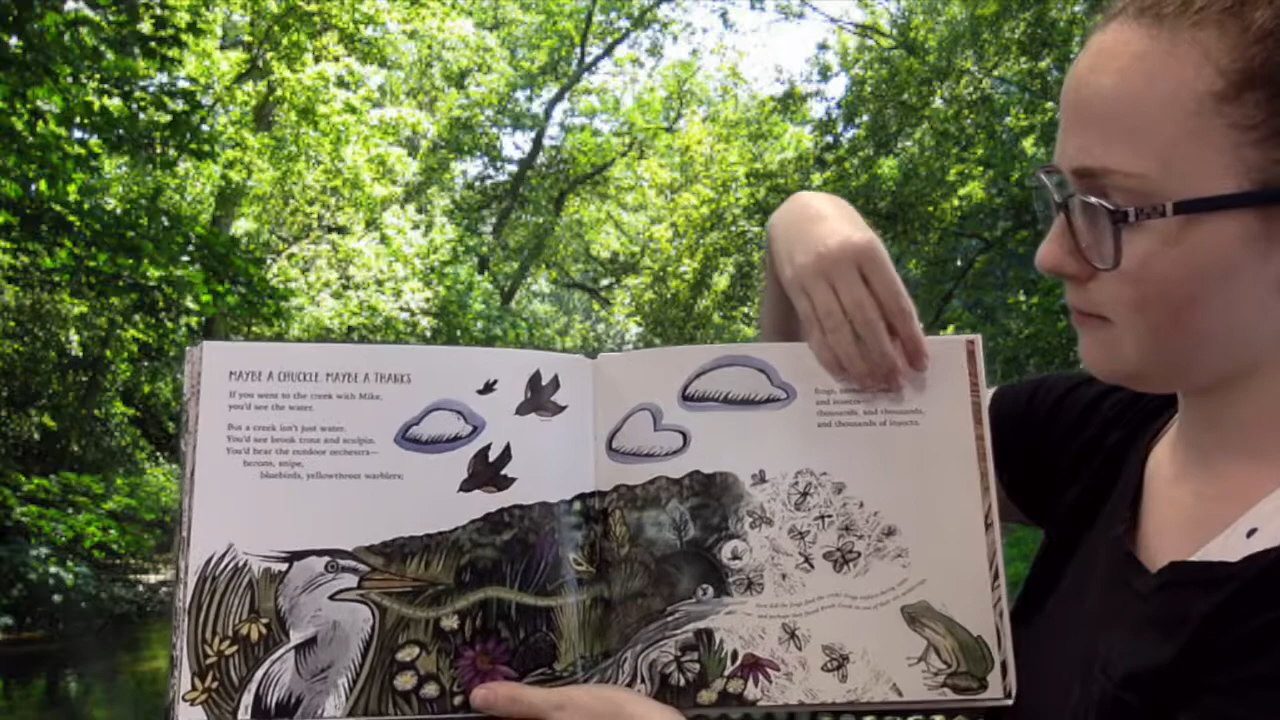 MAYBE A CHUCKLE, MAYBE A THANKS
If you went to the creek with Mike,
you'd see the water.
But a creek isn't just water.
You'd see brook trout and sculpin.
You'd hear the outdoor orchestra—
herons, snipe,
bluebirds, yellowthroat warblers;
frogs,
and insects—
thousands, and thousands,
and thousands of insects.